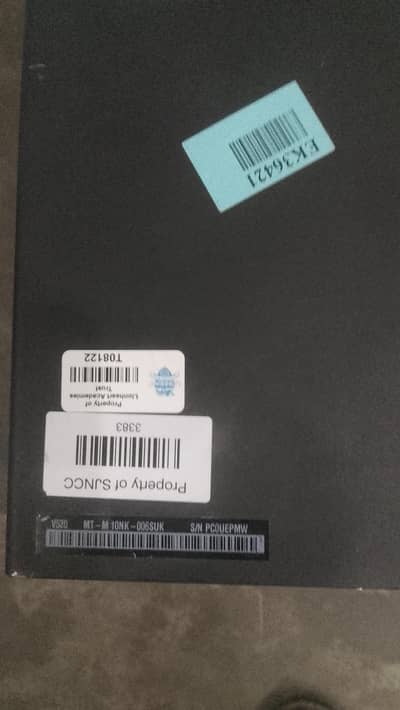 EK36421
Property of
Lionheart Academies
Trust
T08122
Property of SJNCC
3383
V520 MT-M 10NK-006SUK S/N PC0UEPMW